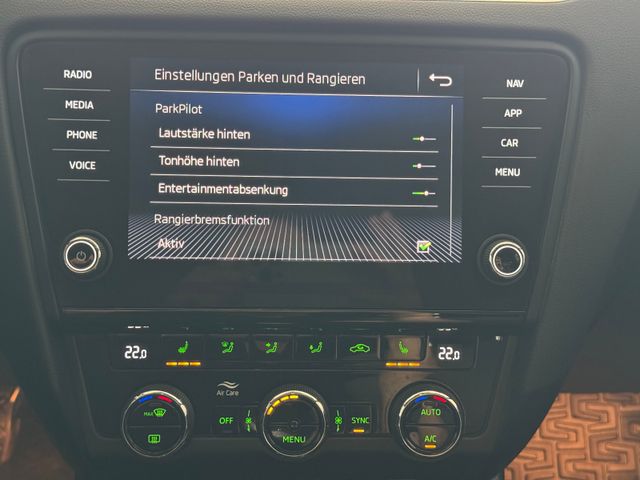 RADIO
MEDIA
PHONE
VOICE
Einstellungen Parken und Rangieren
ParkPilot
Lautstärke hinten
Tonhöhe hinten
Entertainmentabsenkung
Rangierbremsfunktion
Aktiv
NAV
APP
CAR
MENU
22.0
22.0
MAX
Air Care
OFF
MENU
SYNC
AUTO
A/C